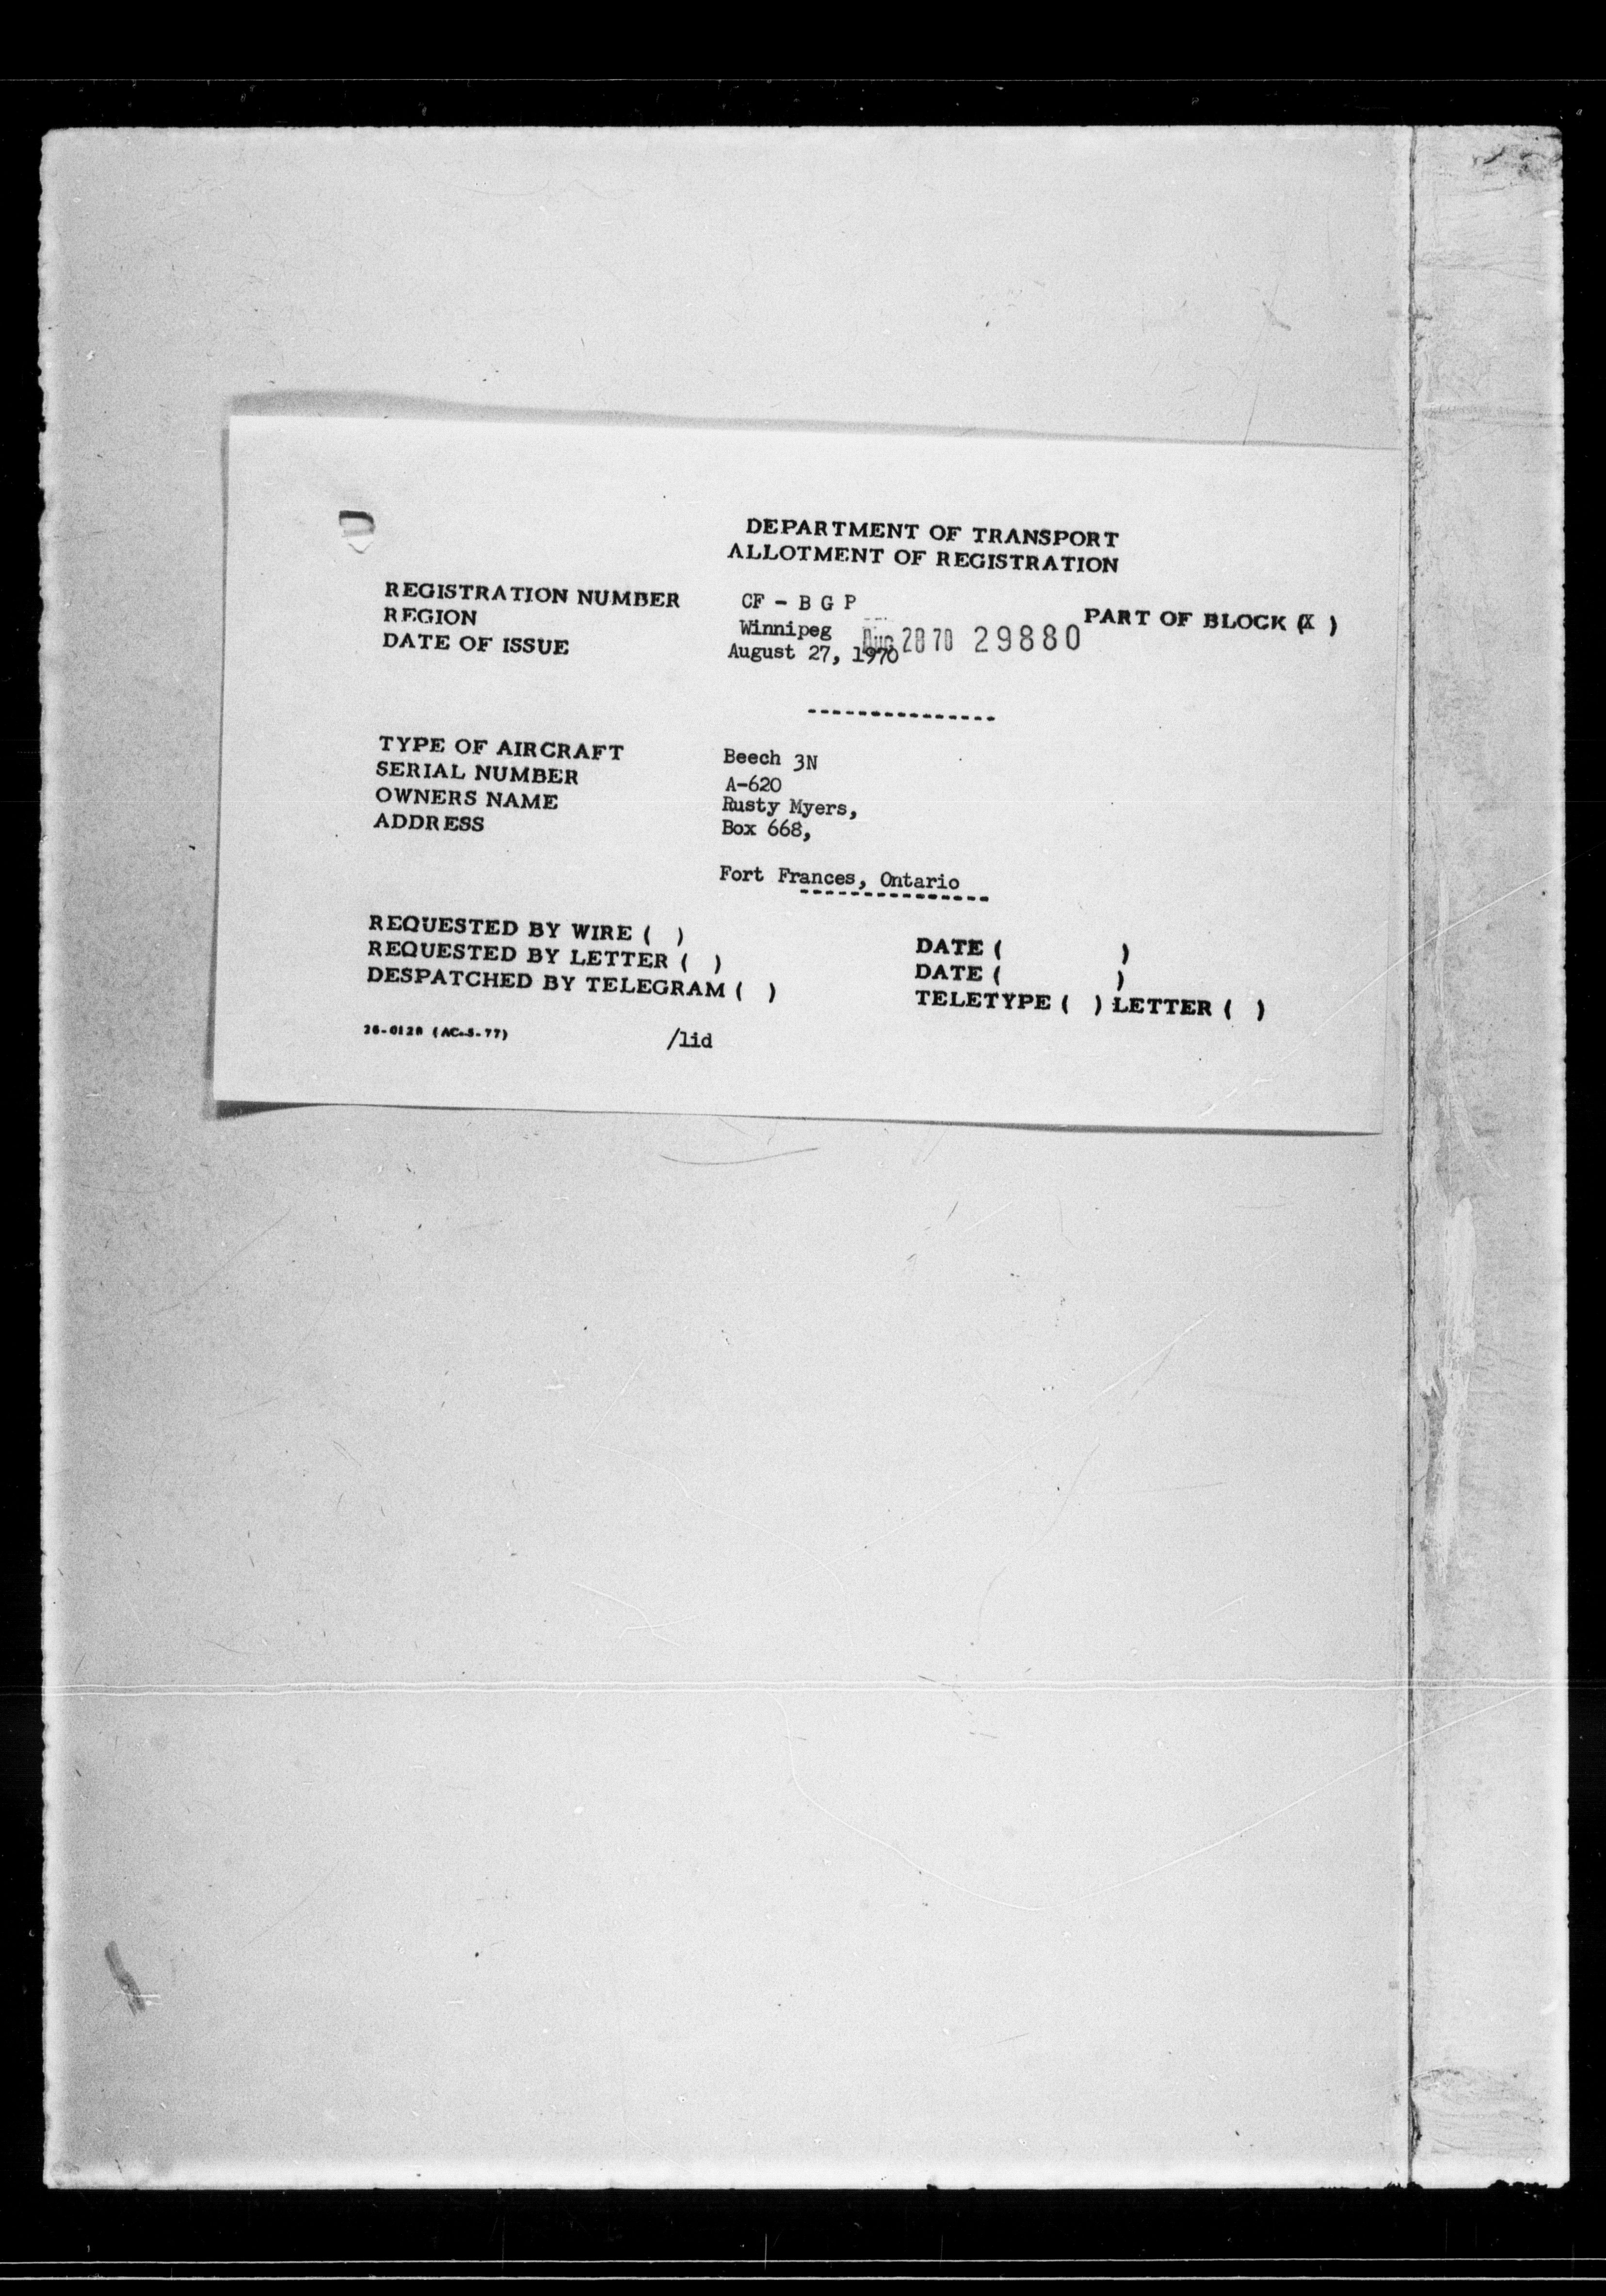 DEPARTMENT OF TRANSPORT
ALLOTMENT OF REGISTRATION
REGISTRATION NUMBER CF - B G P PART OF BLOCK (X )
REGION Winnipeg Aug 28 70 29880
DATE OF ISSUE August 27, 1970
TYPE OF AIRCRAFT Beech 3N
SERIAL NUMBER A-620
OWNERS NAME Rusty Myers,
ADDRESS Box 668,
Fort Frances, Ontario
REQUESTED BY WIRE ( ) DATE ( )
REQUESTED BY LETTER ( ) DATE ( )
DESPATCHED BY TELEGRAM ( ) TELETYPE ( ) LETTER ( )
26-0128 (AC-5-77) /lid